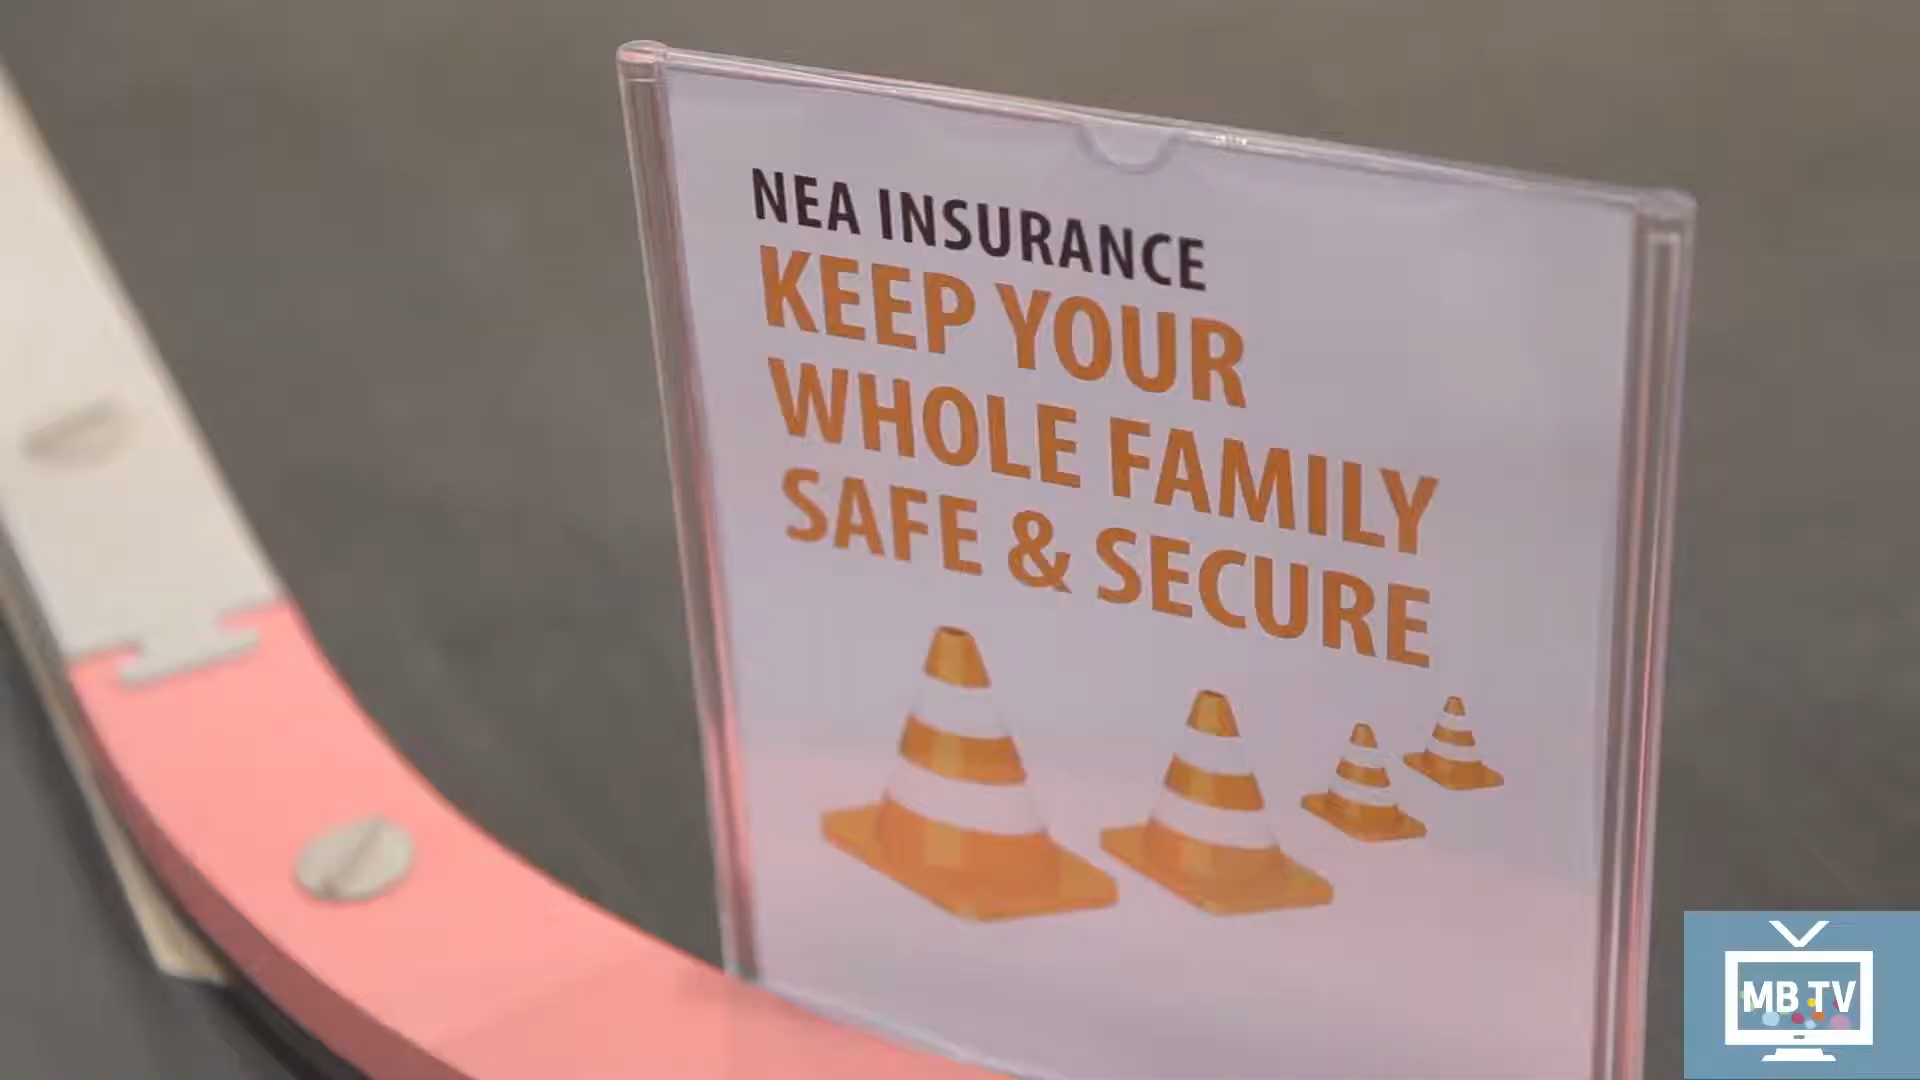 NEA INSURANCE
KEEP YOUR
WHOLE FAMILY
SAFE & SECURE
MB TV